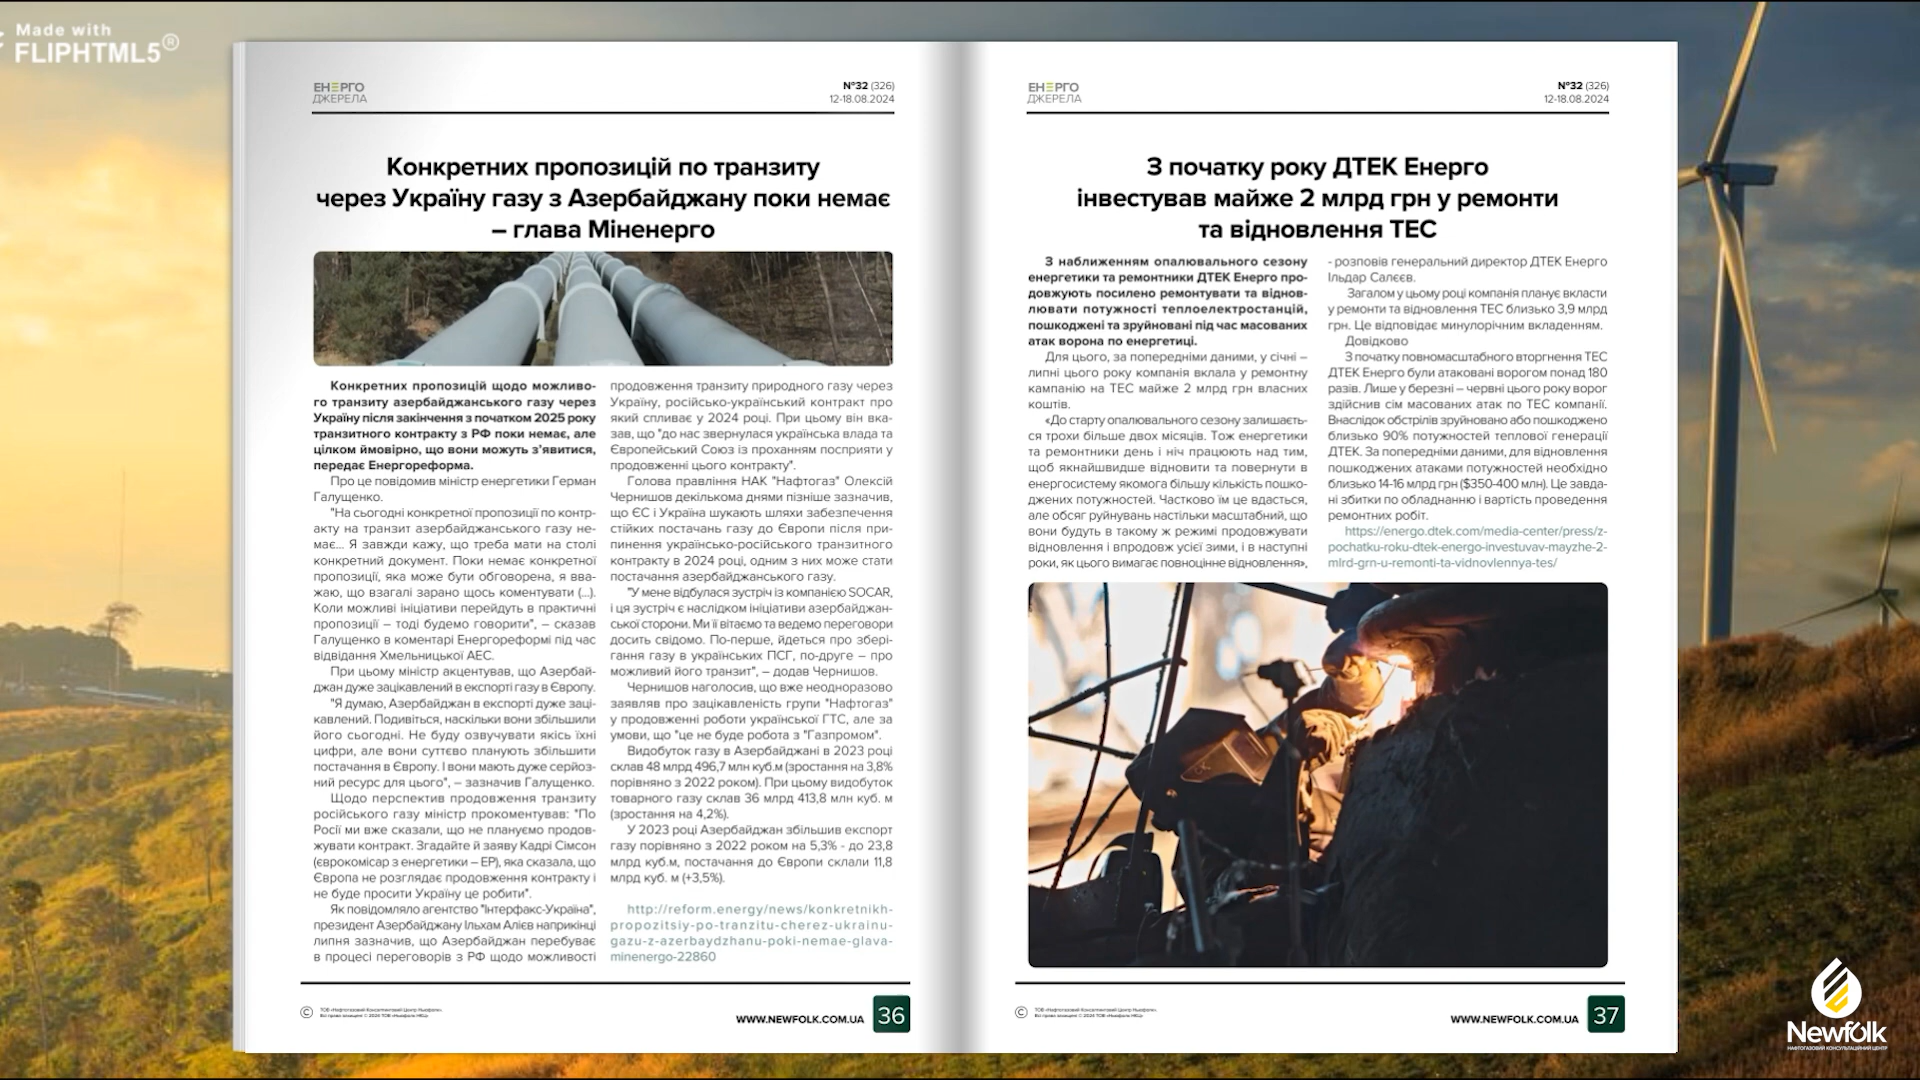 Made with
FLIPHTML5®
ЕНЕРГО
ДЖЕРЕЛА
№32 (326)
12-18.08.2024
Конкретних пропозицій по транзиту
через Україну газу з Азербайджану поки немає
– глава Міненерго
Конкретних пропозицій щодо можливо-
го транзиту азербайджанського газу через
Україну після закінчення з початком 2025 року
транзитного контракту з РФ поки немає, але
цілком ймовірно, що вони можуть з’явитися,
передає Енергореформа.
Про це повідомив міністр енергетики Герман
Галущенко.
"На сьогодні конкретної пропозиції по контр-
акту на транзит азербайджанського газу не-
має... Я завжди кажу, що треба мати на столі
конкретний документ. Поки немає конкретної
пропозиції, яка може бути обговорена, я вва-
жаю, що взагалі зарано щось коментувати (...).
Коли можливі ініціативи перейдуть в практичні
пропозиції – тоді будемо говорити", – сказав
Галущенко в коментарі Енергореформі під час
відвідання Хмельницької АЕС.
При цьому міністр акцентував, що Азербай-
джан дуже зацікавлений в експорті газу в Європу.
"Я думаю, Азербайджан в експорті дуже заці-
кавлений. Подивіться, наскільки вони збільшили
його сьогодні. Не буду озвучувати якісь їхні
цифри, але вони суттєво планують збільшити
постачання в Європу. І вони мають дуже серйоз-
ний ресурс для цього", – зазначив Галущенко.
Щодо перспектив продовження транзиту
російського газу міністр прокоментував: "По
Росії ми вже сказали, що не плануємо продов-
жувати контракт. Згадайте й заяву Кадрі Сімсон
(єврокомісар з енергетики – ЕР), яка сказала, що
Європа не розглядає продовження контракту і
не буде просити Україну це робити".
Як повідомляло агентство "Інтерфакс-Україна",
президент Азербайджану Ільхам Алієв наприкінці
липня зазначив, що Азербайджан перебуває
в процесі переговорів з РФ щодо можливості
продовження транзиту природного газу через
Україну, російсько-український контракт про
який спливає у 2024 році. При цьому він вка-
зав, що "до нас звернулася українська влада та
Європейський Союз із проханням посприяти у
продовженні цього контракту".
Голова правління НАК "Нафтогаз" Олексій
Чернишов декількома днями пізніше зазначив,
що ЄС і Україна шукають шляхи забезпечення
стійких постачань газу до Європи після при-
пинення українсько-російського транзитного
контракту в 2024 році, одним з них може стати
постачання азербайджанського газу.
"У мене відбулася зустріч із компанією SOCAR,
і ця зустріч є наслідком ініціативи азербайджан-
ської сторони. Ми її вітаємо та ведемо переговори
досить свідомо. По-перше, йдеться про збері-
гання газу в українських ПСГ, по-друге – про
можливий його транзит", – додав Чернишов.
Чернишов наголосив, що вже неодноразово
заявляв про зацікавленість групи "Нафтогаз"
у продовженні роботи української ГТС, але за
умови, що "це не буде робота з "Газпромом".
Видобуток газу в Азербайджані в 2023 році
склав 48 млрд 496,7 млн куб.м (зростання на 3,8%
порівняно з 2022 роком). При цьому видобуток
товарного газу склав 36 млрд 413,8 млн куб. м
(зростання на 4,2%).
У 2023 році Азербайджан збільшив експорт
газу порівняно з 2022 роком на 5,3% - до 23,8
млрд куб.м, постачання до Європи склали 11,8
млрд куб. м (+3,5%).
http://reform.energy/news/konkretnikh-
propozitsiy-po-tranzitu-cherez-ukrainu-
gazu-z-azerbaydzhanu-poki-nemae-glava-
minenergo-22860
© ТОВ «Нафтогазовий Консалтинговий Центр Ньюфолк».
Всі права захищені © 2024 ТОВ «Ньюфолк НКЦ»
WWW.NEWFOLK.COM.UA 36
ЕНЕРГО
ДЖЕРЕЛА
№32 (326)
12-18.08.2024
З початку року ДТЕК Енерго
інвестував майже 2 млрд грн у ремонти
та відновлення ТЕС
З наближенням опалювального сезону
енергетики та ремонтники ДТЕК Енерго про-
довжують посилено ремонтувати та віднов-
лювати потужності теплоелектростанцій,
пошкоджені та зруйновані під час масованих
атак ворона по енергетиці.
Для цього, за попередніми даними, у січні –
липні цього року компанія вклала у ремонтну
кампанію на ТЕС майже 2 млрд грн власних
коштів.
«До старту опалювального сезону залишаєть-
ся трохи більше двох місяців. Тож енергетики
та ремонтники день і ніч працюють над тим,
щоб якнайшвидше відновити та повернути в
енергосистему якомога більшу кількість пошко-
джених потужностей. Частково їм це вдасться,
але обсяг руйнувань настільки масштабний, що
вони будуть в такому ж режимі продовжувати
відновлення і впродовж усієї зими, і в наступні
роки, як цього вимагає повноцінне відновлення»,
- розповів генеральний директор ДТЕК Енерго
Ільдар Салєєв.
Загалом у цьому році компанія планує вкласти
у ремонти та відновлення ТЕС близько 3,9 млрд
грн. Це відповідає минулорічним вкладенням.
Довідково
З початку повномасштабного вторгнення ТЕС
ДТЕК Енерго були атаковані ворогом понад 180
разів. Лише у березні – червні цього року ворог
здійснив сім масованих атак по ТЕС компанії.
Внаслідок обстрілів зруйновано або пошкоджено
близько 90% потужностей теплової генерації
ДТЕК. За попередніми даними, для відновлення
пошкоджених атаками потужностей необхідно
близько 14-16 млрд грн ($350-400 млн). Це завда-
ні збитки по обладнанню і вартість проведення
ремонтних робіт.
https://energo.dtek.com/media-center/press/z-
pochatku-roku-dtek-energo-investuvav-mayzhe-2-
mlrd-grn-u-remonti-ta-vidnovlennya-tes/
© ТОВ «Нафтогазовий Консалтинговий Центр Ньюфолк».
Всі права захищені © 2024 ТОВ «Ньюфолк НКЦ»
WWW.NEWFOLK.COM.UA 37
Newfolk
НАФТОГАЗОВИЙ КОНСУЛЬТАЦІЙНИЙ ЦЕНТР